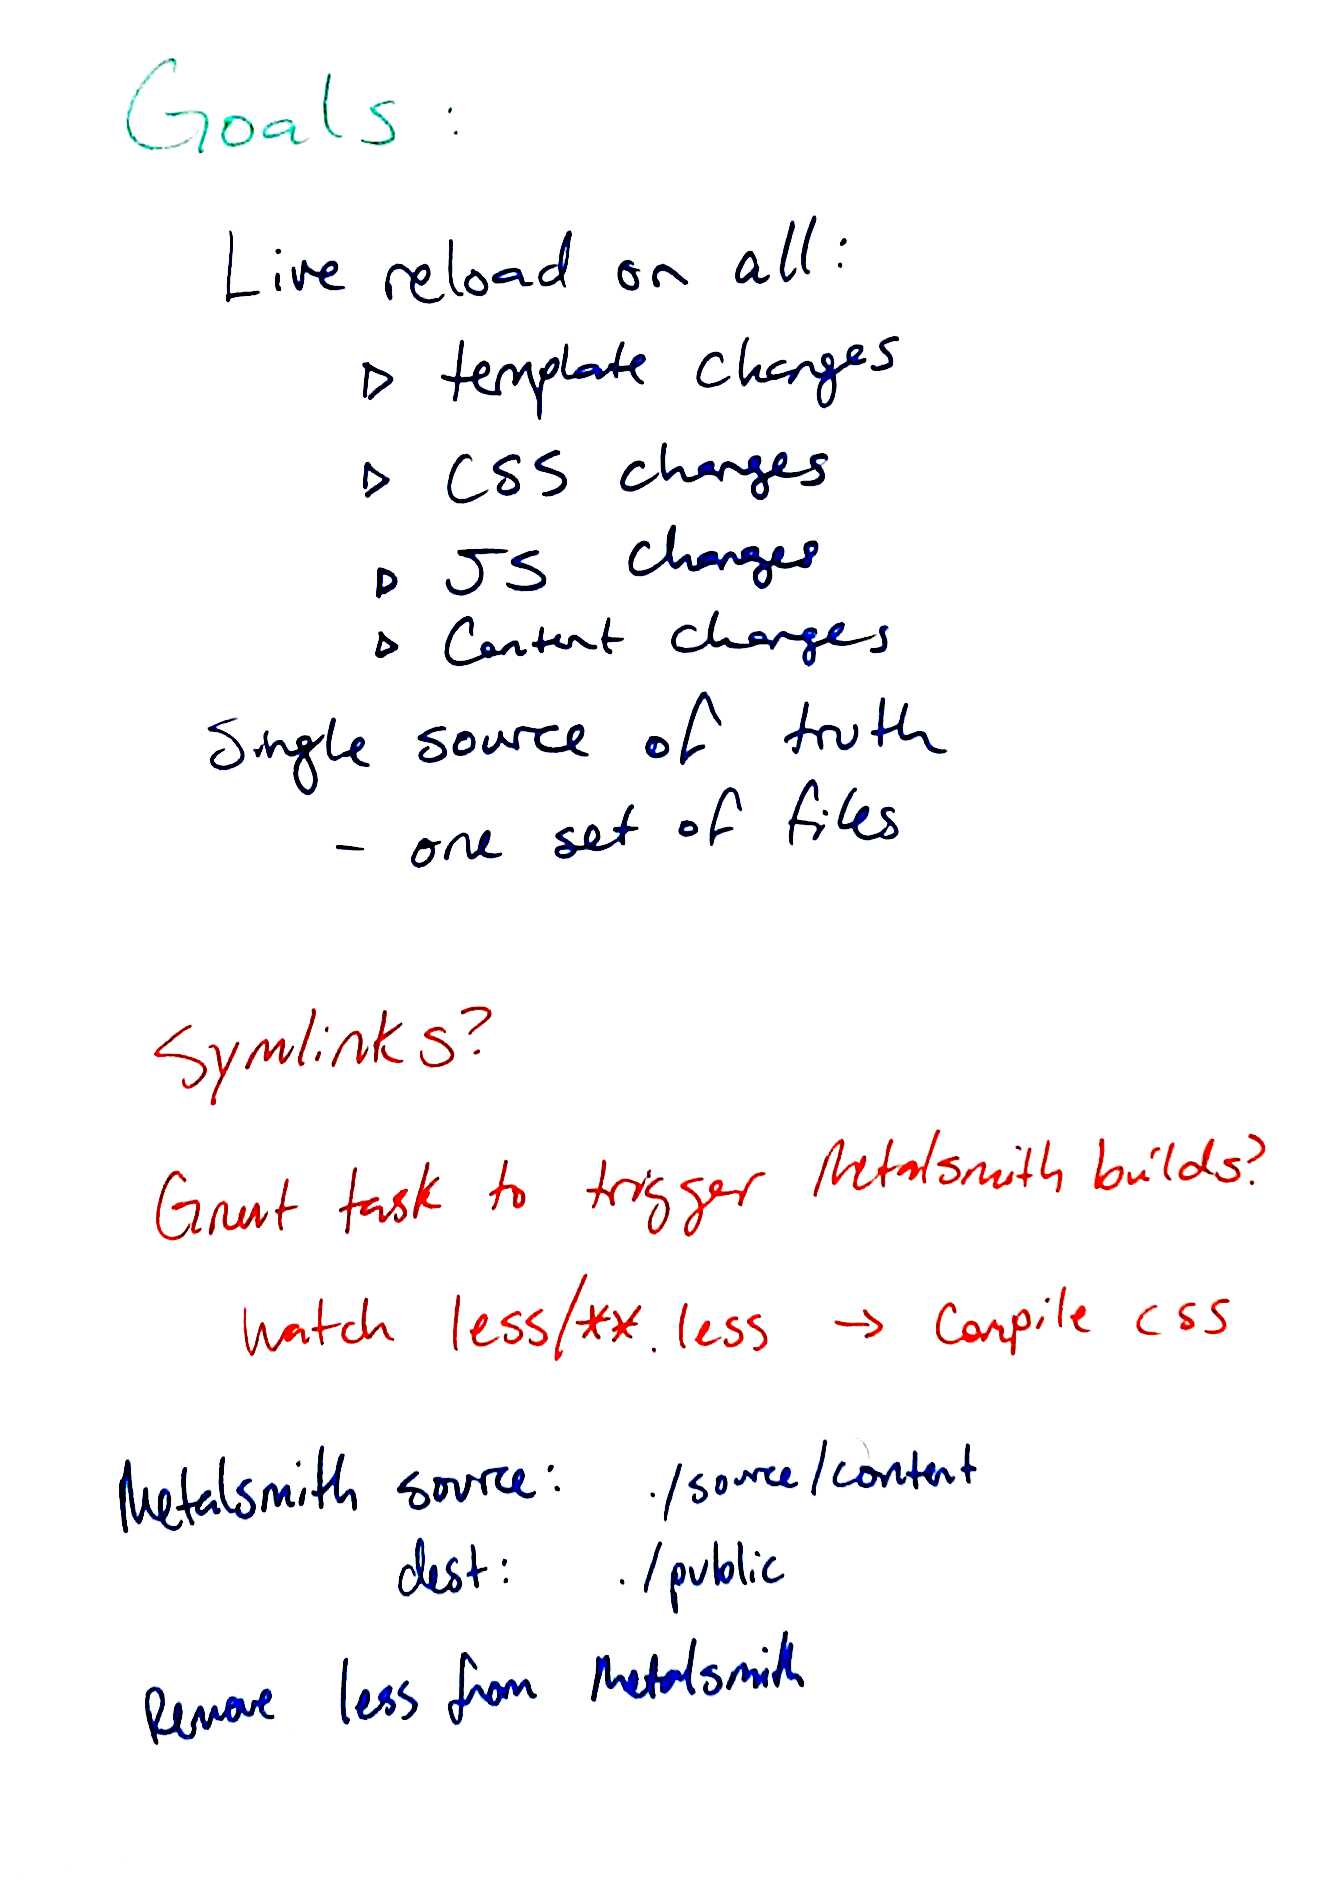 Goals:
Live reload on all:
▷ template changes
▷ CSS changes
▷ JS changes
▷ Content changes
Single source of truth
- one set of files
Symlinks?
Grunt task to trigger Metalsmith builds?
watch less/**.less → compile css
Metalsmith source: ./source/content
dest: ./public
Remove less from Metalsmith